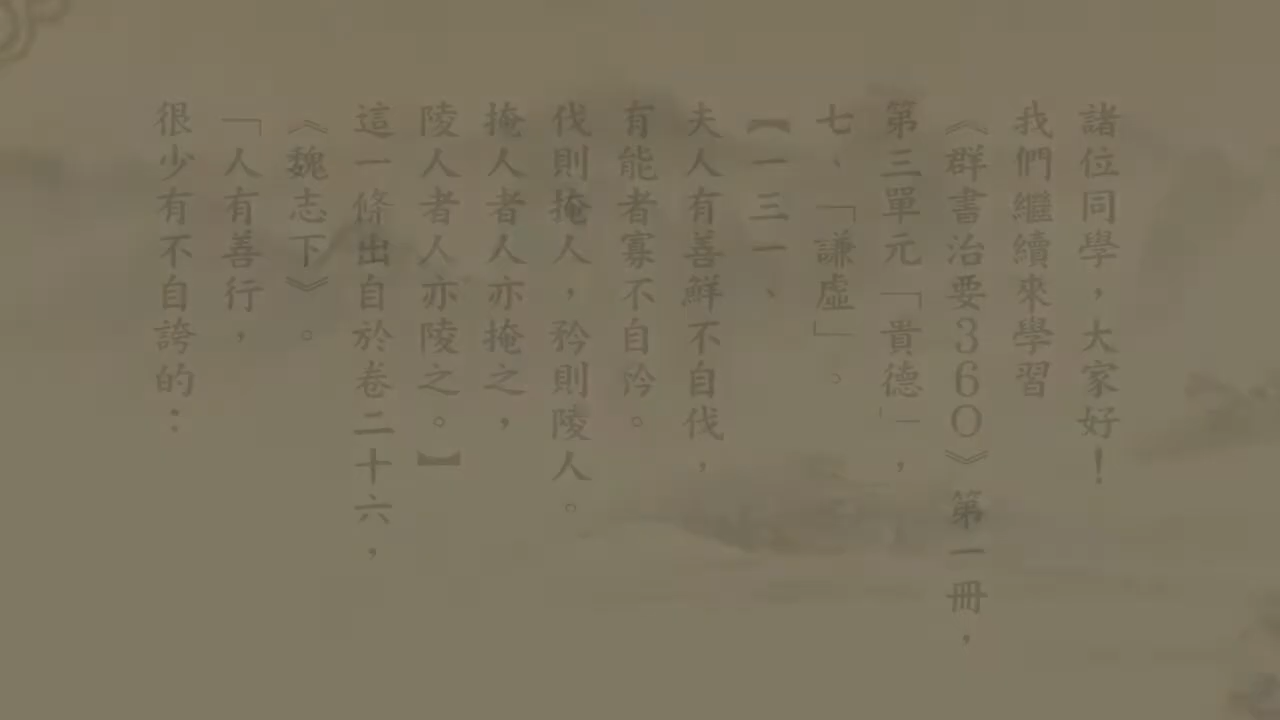 諸位同學，大家好！
我們繼續來學習
《群書治要３６０》第一冊，
第三單元「貴德」，
七、「謙虛」。
【一三一、
夫人有善鮮不自伐，
有能者寡不自矜。
伐則掩人，矜則陵人。
掩人者人亦掩之，
陵人者人亦陵之。】
這一條出自於卷二十六，
《魏志下》。
「人有善行，
很少有不自誇的：